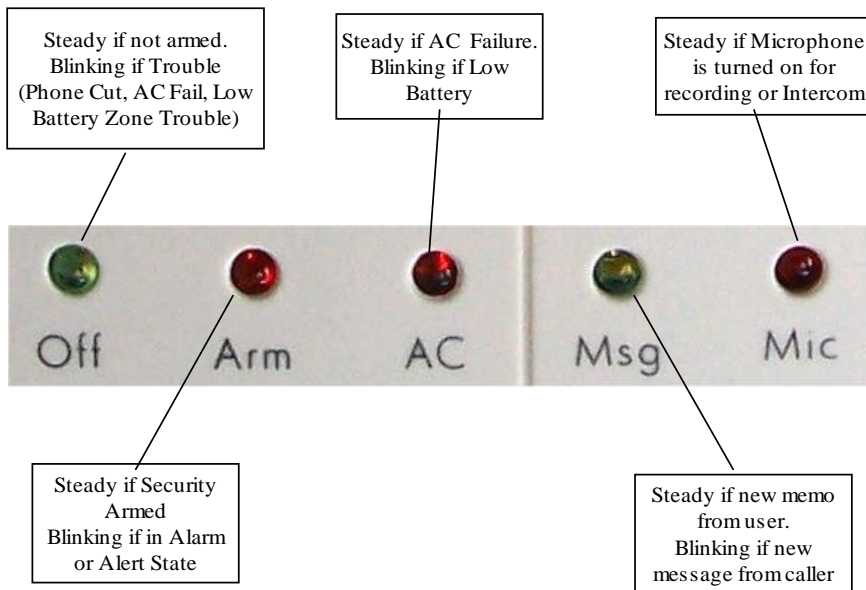 Steady if not armed.
Blinking if Trouble
(Phone Cut, AC Fail, Low
Battery Zone Trouble)
Steady if AC Failure.
Blinking if Low
Battery
Steady if Microphone
is turned on for
recording or Intercom
Off
Arm
AC
Msg
Mic
Steady if Security
Armed
Blinking if in Alarm
or Alert State
Steady if new memo
from user.
Blinking if new
message from caller